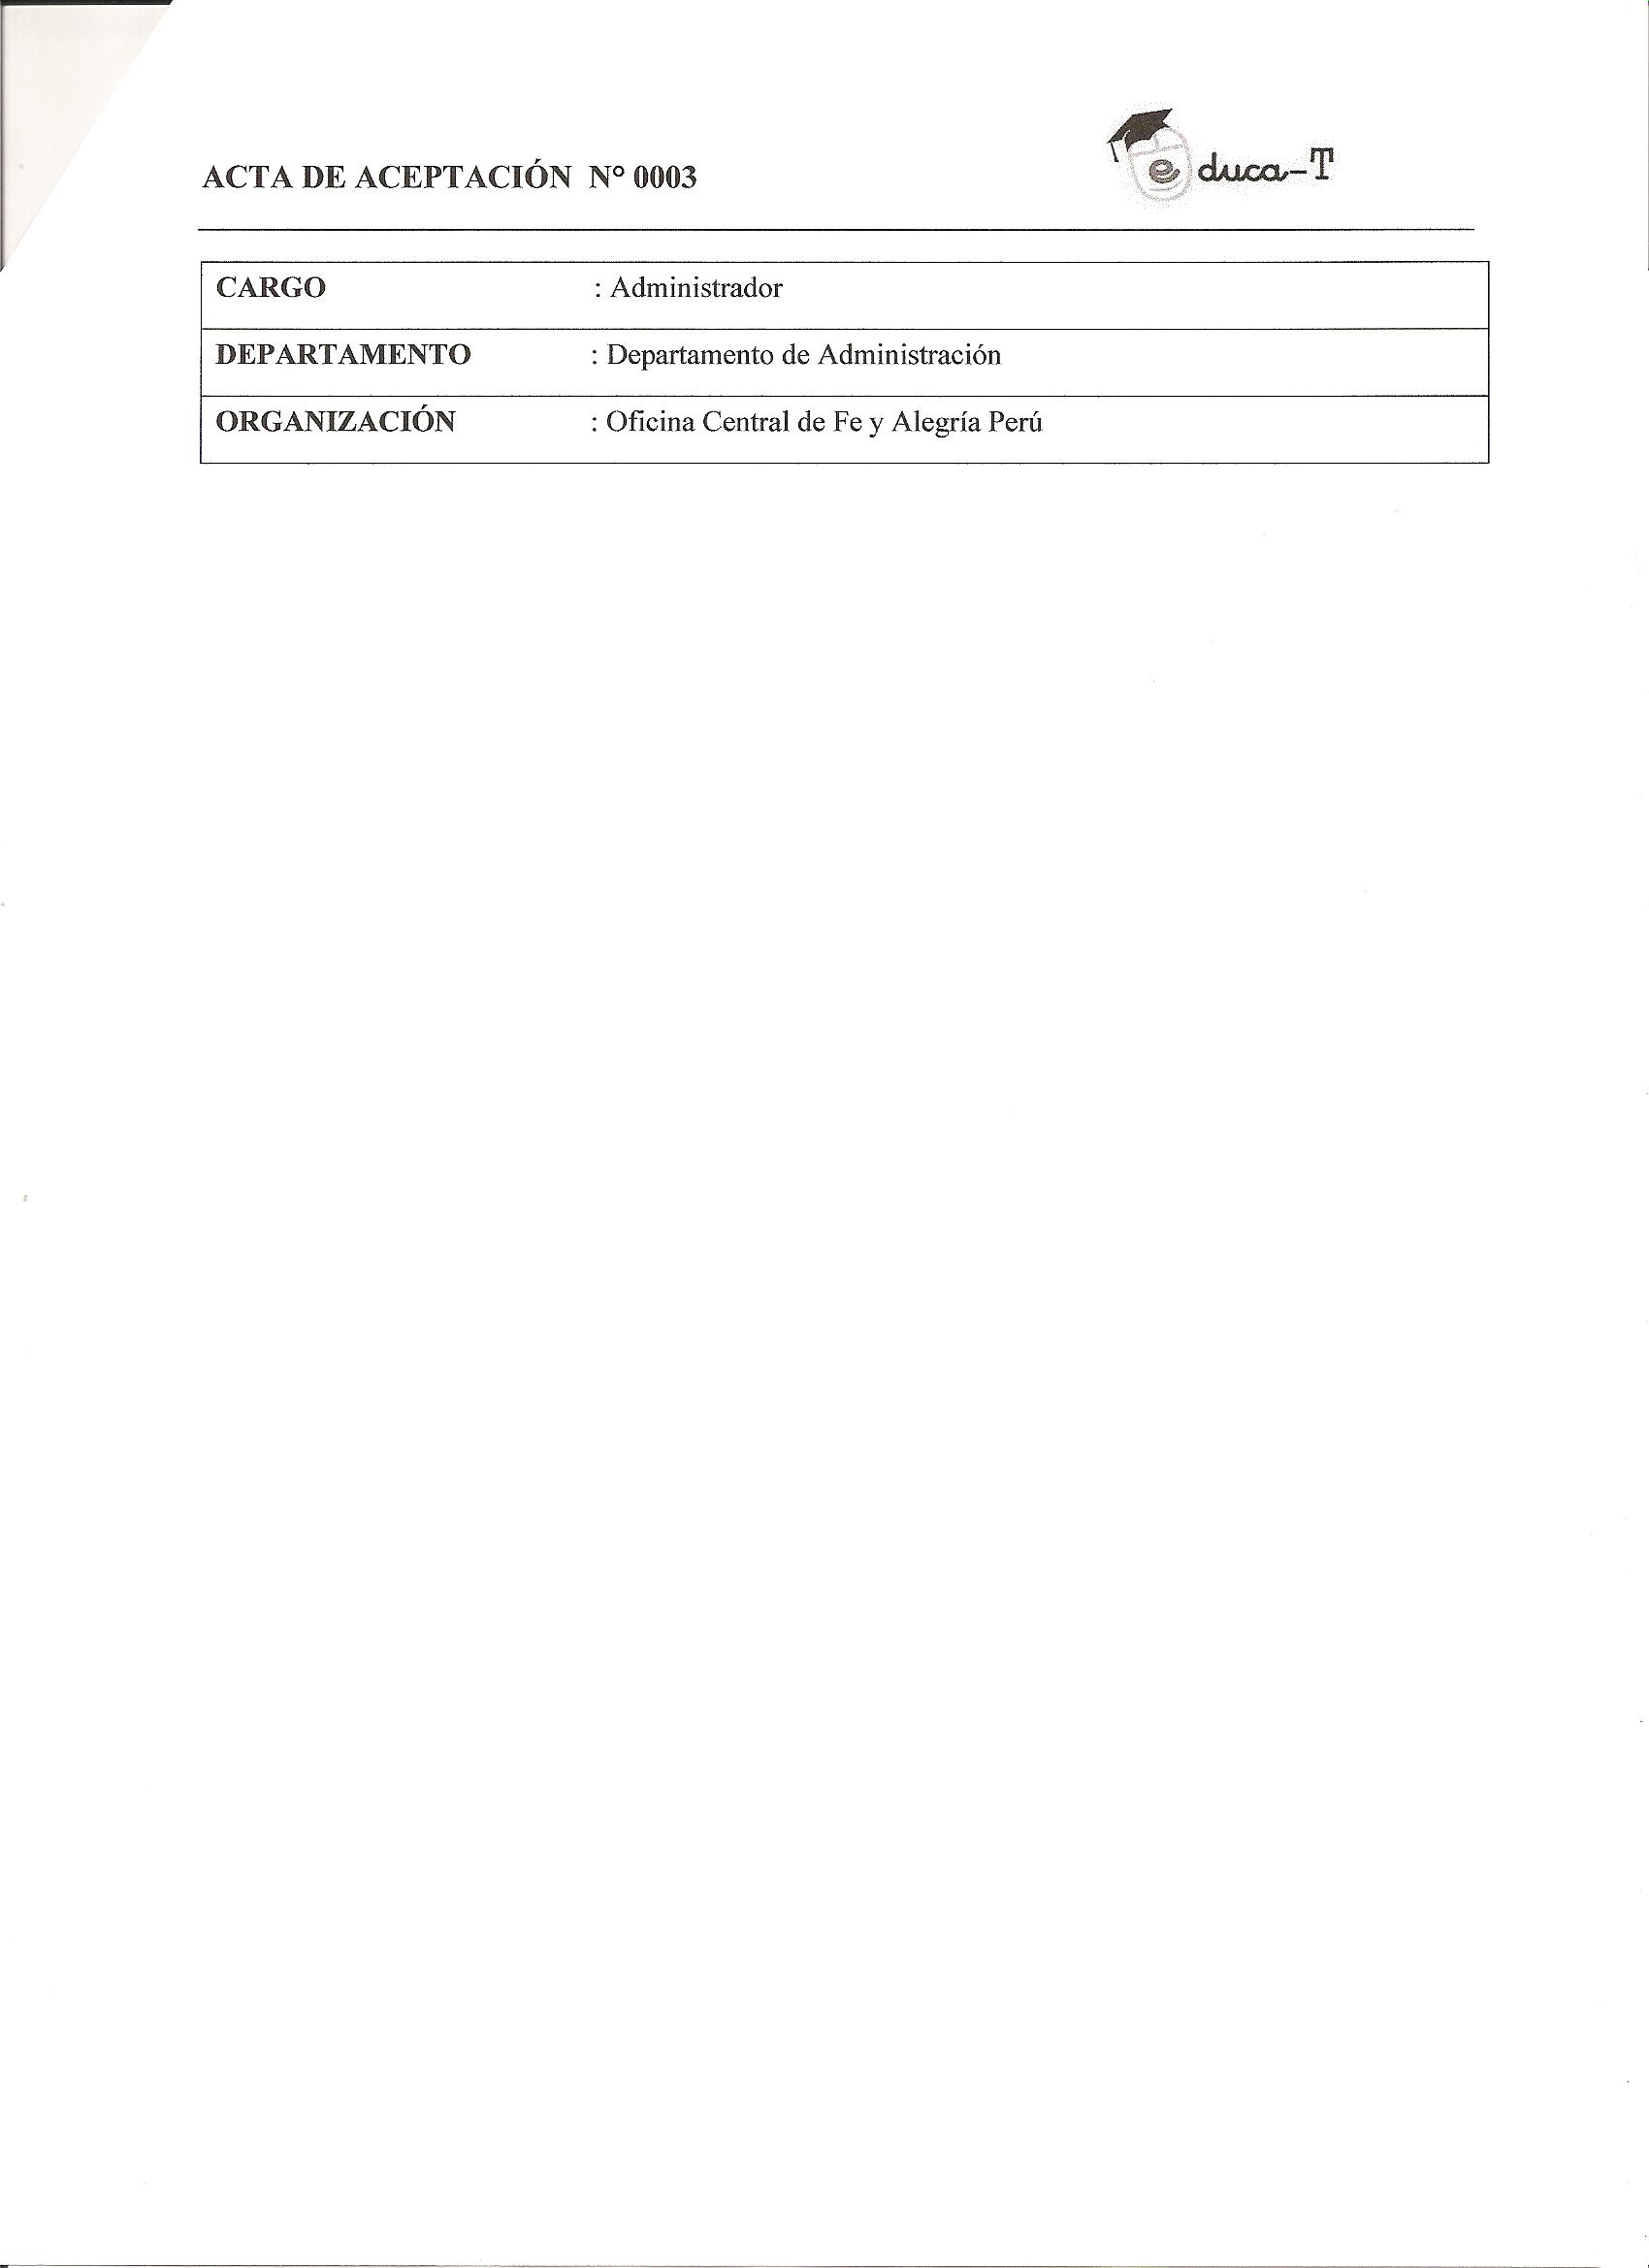 ACTA DE ACEPTACIÓN N° 0003
educa-T
CARGO : Administrador
DEPARTAMENTO : Departamento de Administración
ORGANIZACIÓN : Oficina Central de Fe y Alegría Perú